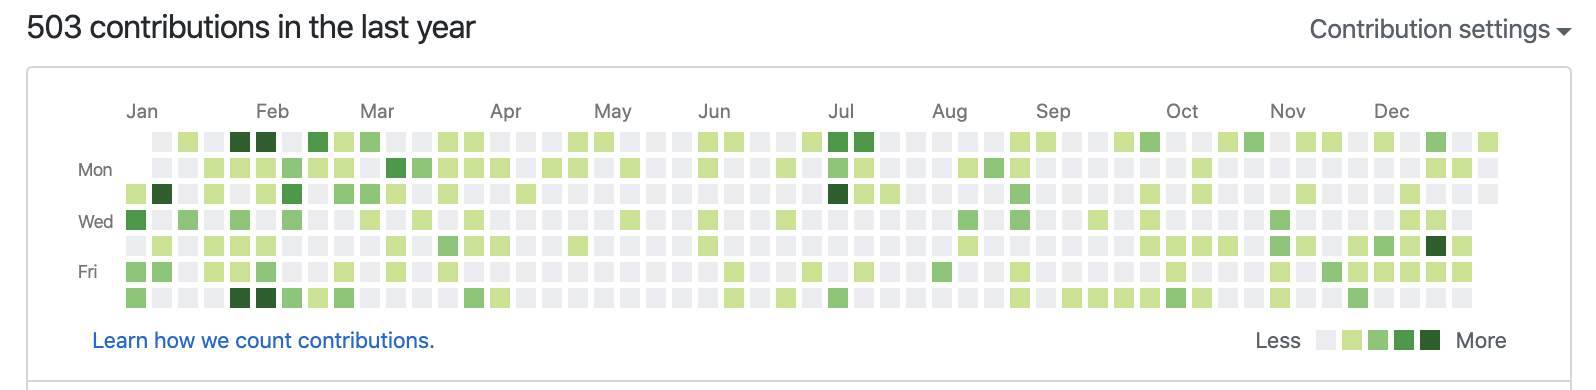 503 contributions in the last year
Contribution settings
Jan Feb Mar Apr May Jun Jul Aug Sep Oct Nov Dec
Mon
Wed
Fri
Learn how we count contributions.
Less More